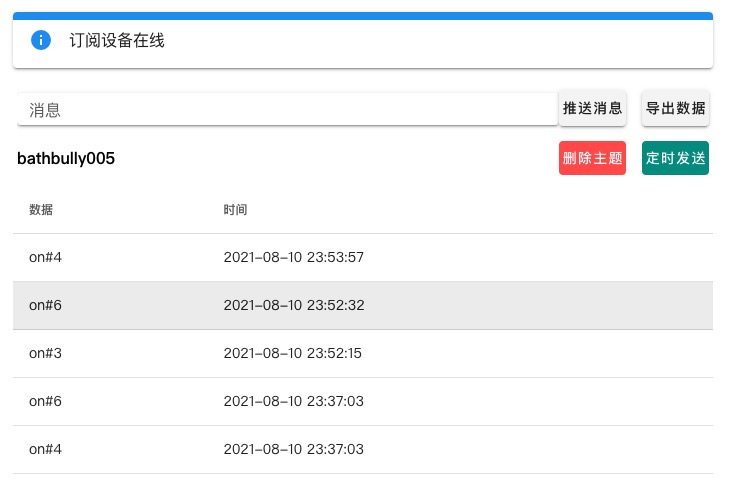 订阅设备在线
消息 推送消息 导出数据
bathbully005 删除主题 定时发送
数据 时间
on#4 2021-08-10 23:53:57
on#6 2021-08-10 23:52:32
on#3 2021-08-10 23:52:15
on#6 2021-08-10 23:37:03
on#4 2021-08-10 23:37:03